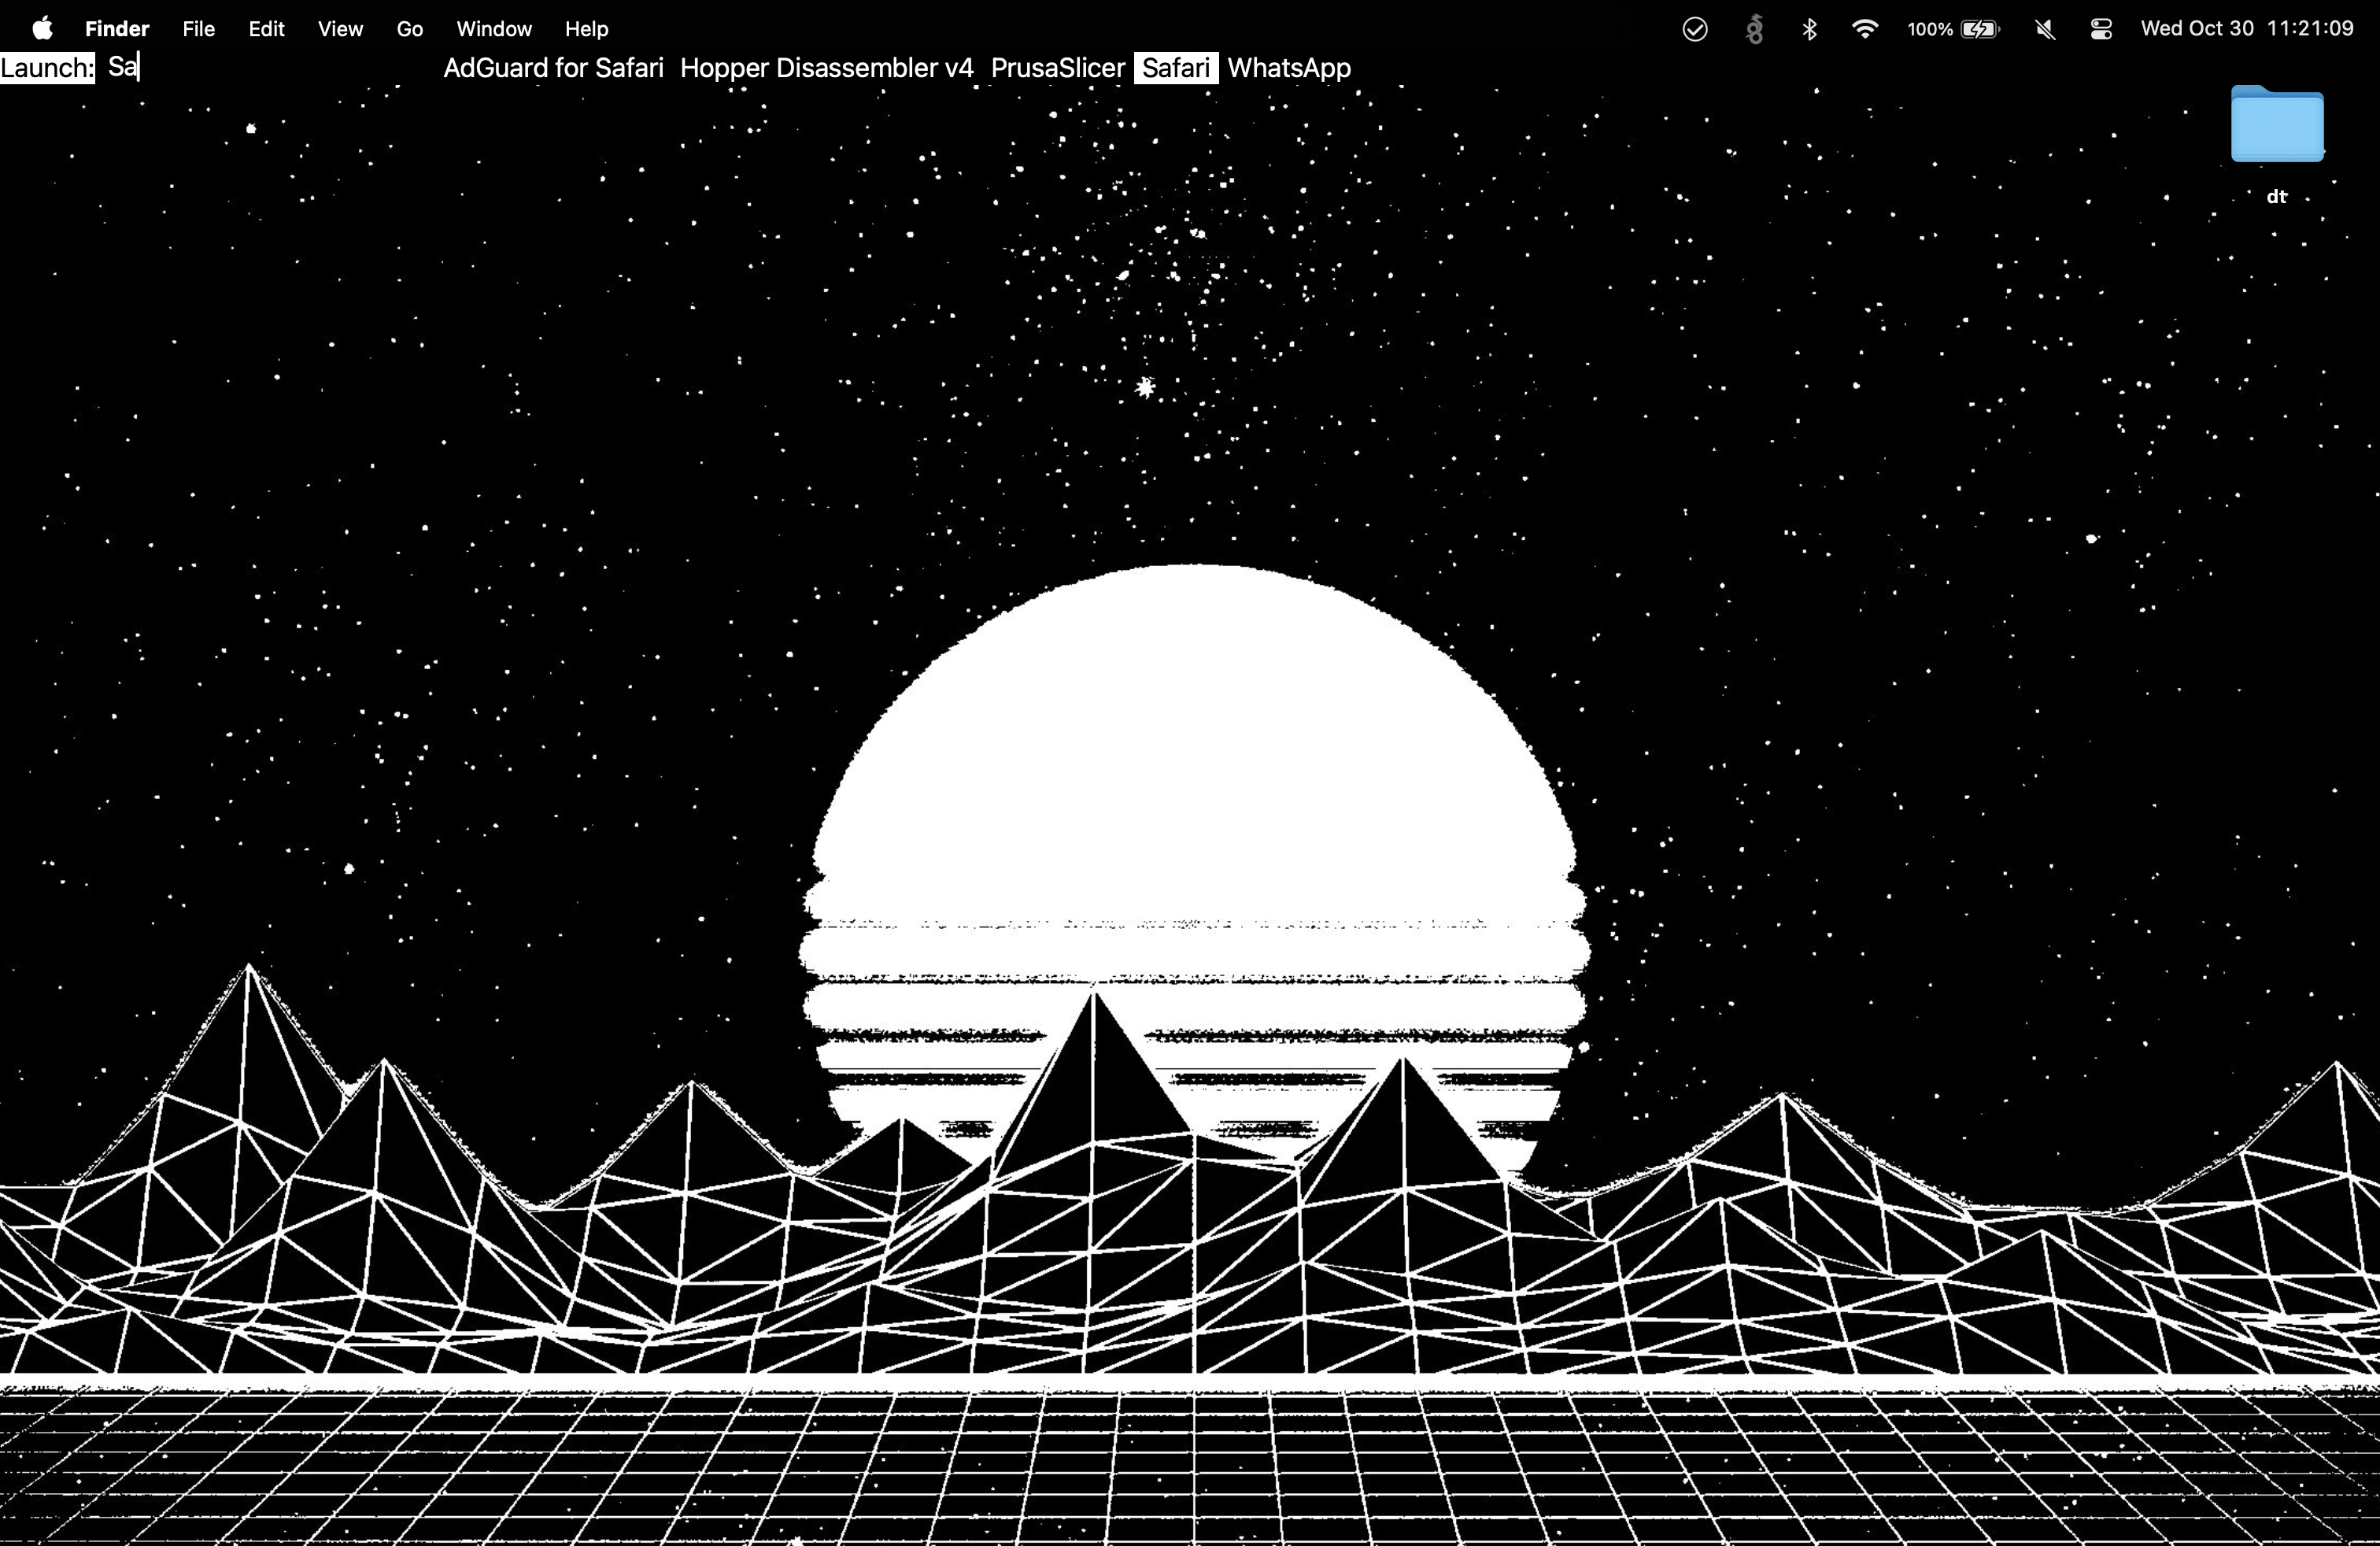 Finder File Edit View Go Window Help 100% Wed Oct 30 11:21:09
Launch: Sa AdGuard for Safari Hopper Disassembler v4 PrusaSlicer Safari WhatsApp
dt